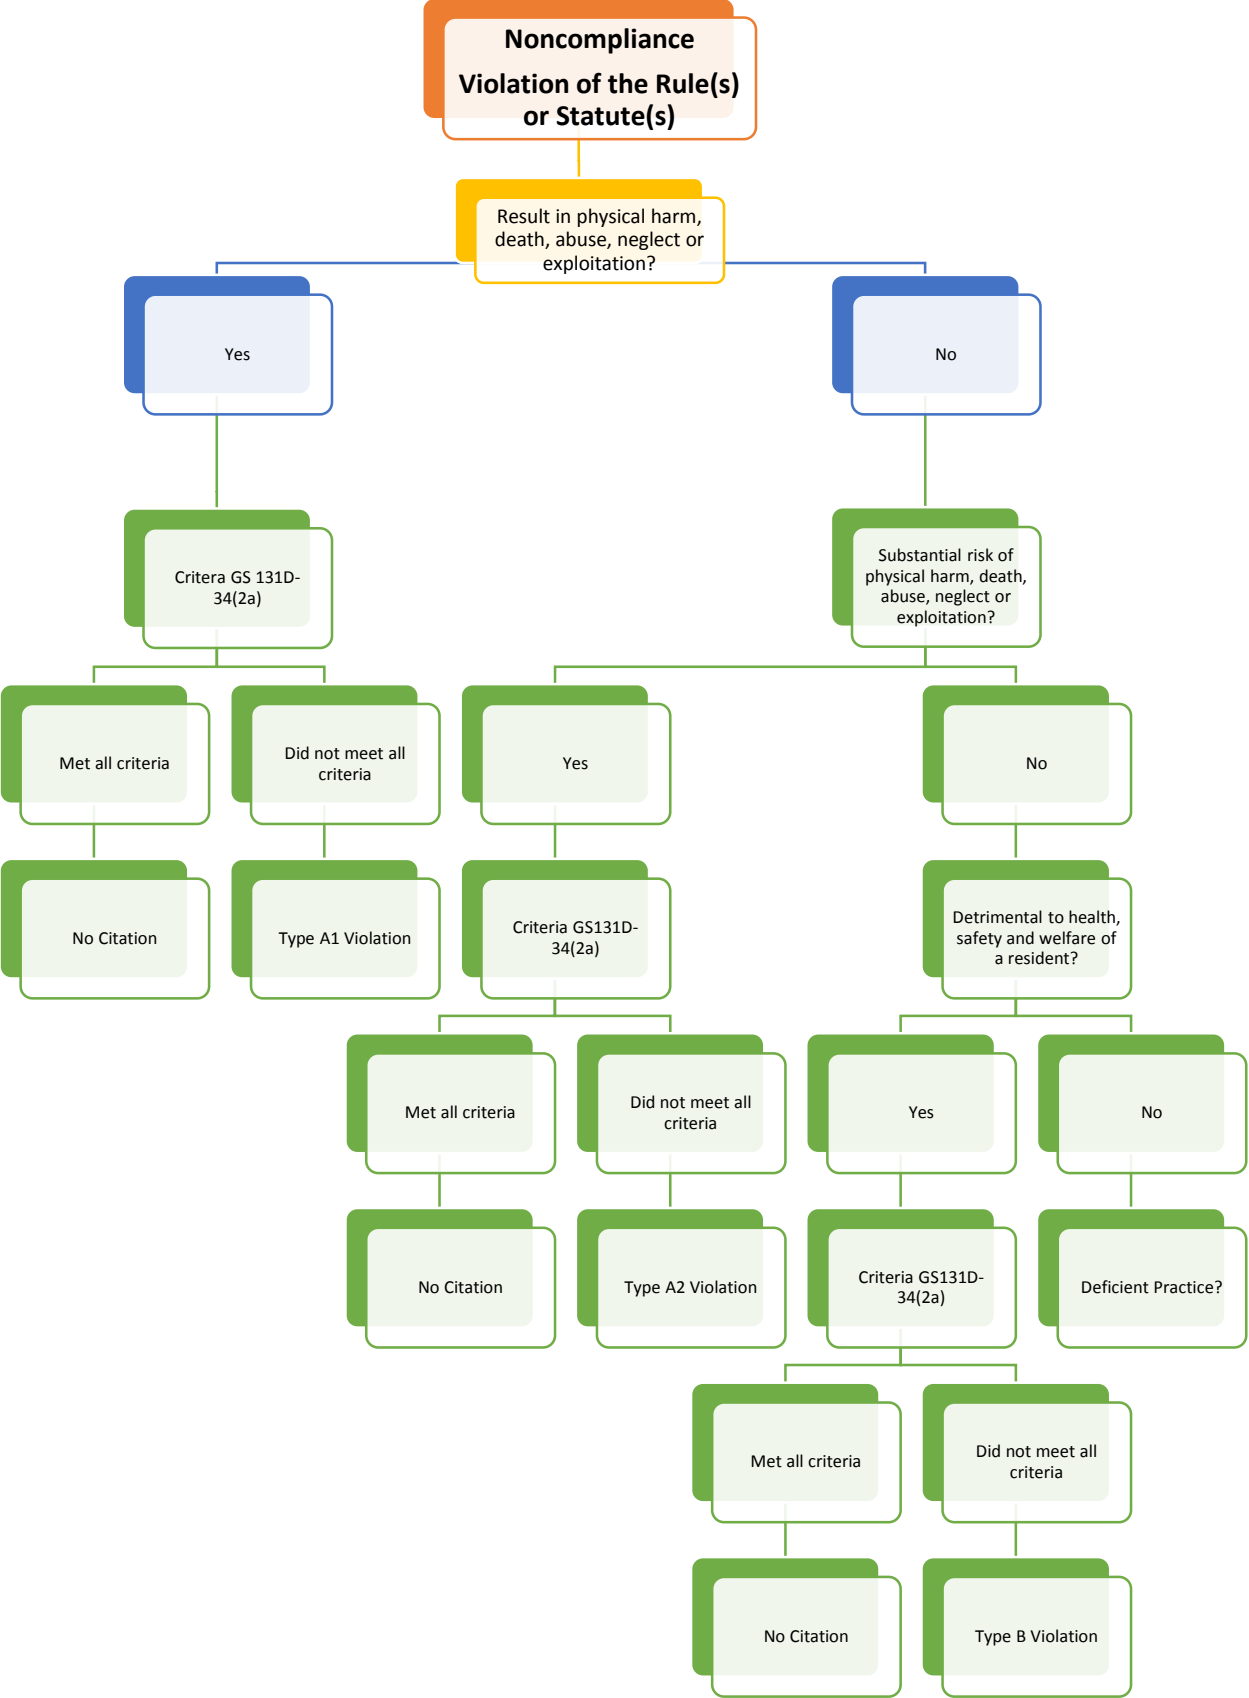 Noncompliance
Violation of the Rule(s)
or Statute(s)
Result in physical harm,
death, abuse, neglect or
exploitation?
Yes
No
Critera GS 131D-
34(2a)
Substantial risk of
physical harm, death,
abuse, neglect or
exploitation?
Met all criteria
Did not meet all
criteria
Yes
No
No Citation
Type A1 Violation
Criteria GS131D-
34(2a)
Detrimental to health,
safety and welfare of
a resident?
Met all criteria
Did not meet all
criteria
Yes
No
No Citation
Type A2 Violation
Criteria GS131D-
34(2a)
Deficient Practice?
Met all criteria
Did not meet all
criteria
No Citation
Type B Violation